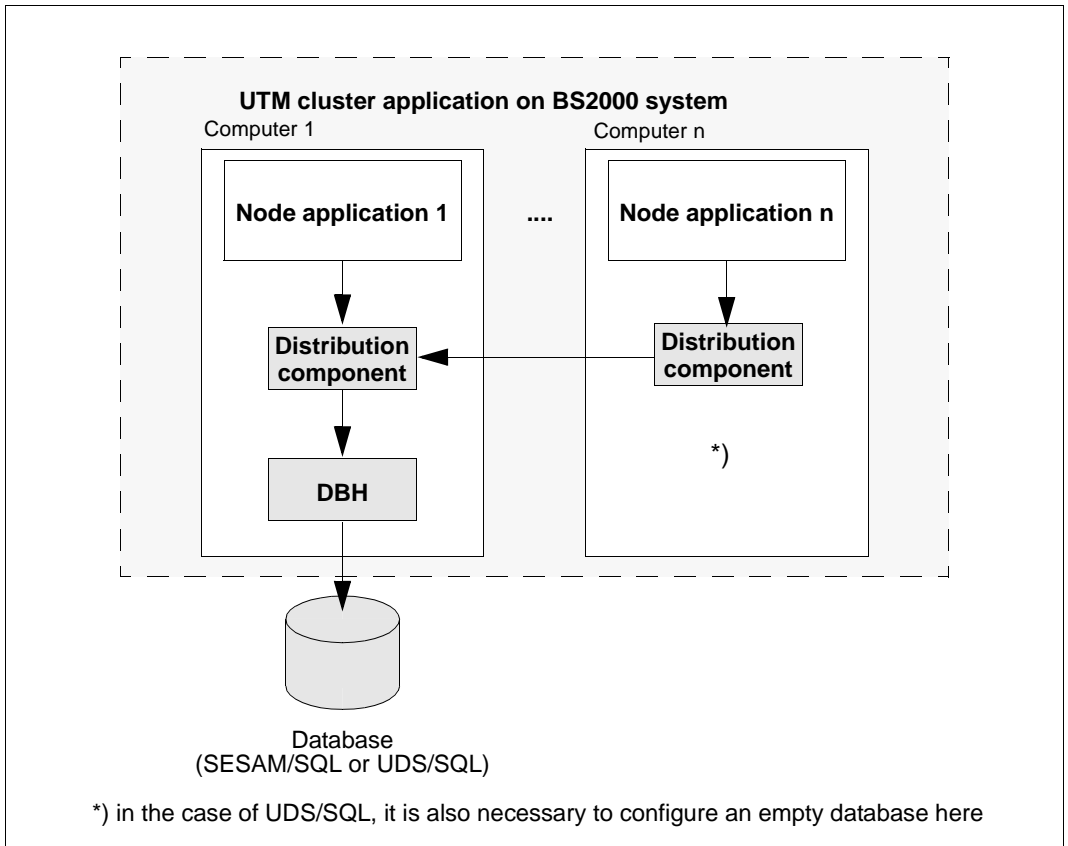 UTM cluster application on BS2000 system
Computer 1
Computer n
Node application 1
....
Node application n
Distribution
component
Distribution
component
*)
DBH
Database
(SESAM/SQL or UDS/SQL)
*) in the case of UDS/SQL, it is also necessary to configure an empty database here